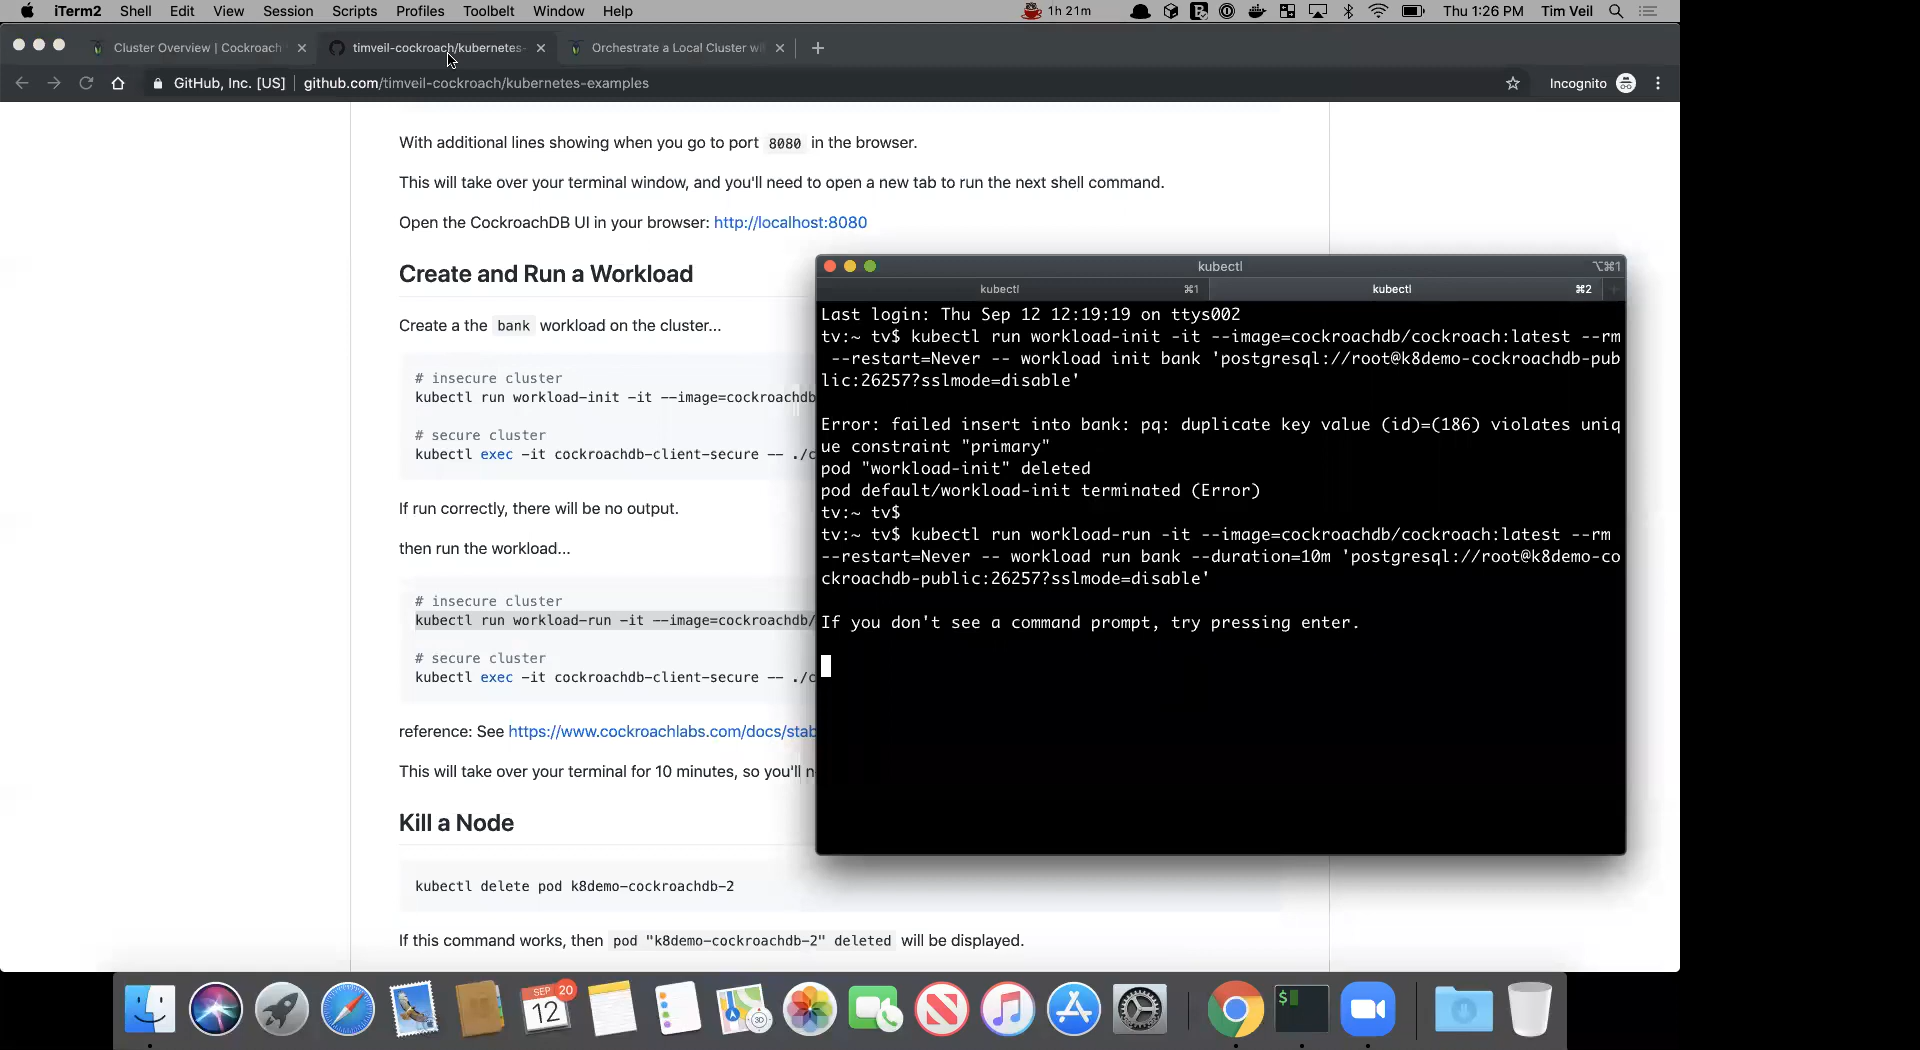 iTerm2 Shell Edit View Session Scripts Profiles Toolbelt Window Help 1h 21m Thu 1:26 PM Tim Veil
Cluster Overview | Cockroach
timveil-cockroach/kubernetes-
Orchestrate a Local Cluster wi
GitHub, Inc. [US] github.com/timveil-cockroach/kubernetes-examples Incognito
With additional lines showing when you go to port 8080 in the browser.
This will take over your terminal window, and you'll need to open a new tab to run the next shell command.
Open the CockroachDB UI in your browser: http://localhost:8080
Create and Run a Workload
Create a the bank workload on the cluster...
# insecure cluster
kubectl run workload-init -it --image=cockroachdb
# secure cluster
kubectl exec -it cockroachdb-client-secure -- ./c
If run correctly, there will be no output.
then run the workload...
# insecure cluster
kubectl run workload-run -it --image=cockroachdb/
# secure cluster
kubectl exec -it cockroachdb-client-secure -- ./c
reference: See https://www.cockroachlabs.com/docs/stab
This will take over your terminal for 10 minutes, so you'll n
Kill a Node
kubectl delete pod k8demo-cockroachdb-2
If this command works, then pod "k8demo-cockroachdb-2" deleted will be displayed.
kubectl ⌥⌘1
kubectl ⌘1 kubectl ⌘2
Last login: Thu Sep 12 12:19:19 on ttys002
tv:~ tv$ kubectl run workload-init -it --image=cockroachdb/cockroach:latest --rm
--restart=Never -- workload init bank 'postgresql://root@k8demo-cockroachdb-pub
lic:26257?sslmode=disable'
Error: failed insert into bank: pq: duplicate key value (id)=(186) violates uniq
ue constraint "primary"
pod "workload-init" deleted
pod default/workload-init terminated (Error)
tv:~ tv$
tv:~ tv$ kubectl run workload-run -it --image=cockroachdb/cockroach:latest --rm
--restart=Never -- workload run bank --duration=10m 'postgresql://root@k8demo-co
ckroachdb-public:26257?sslmode=disable'
If you don't see a command prompt, try pressing enter.
SEP 20
12
3D
$